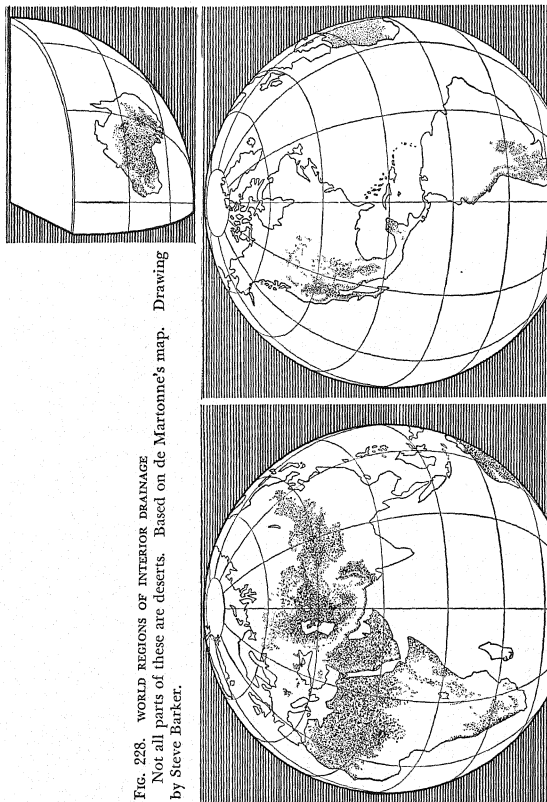 FIG. 228. WORLD REGIONS OF INTERIOR DRAINAGE
Not all parts of these are deserts. Based on de Martonne's map. Drawing
by Steve Barker.